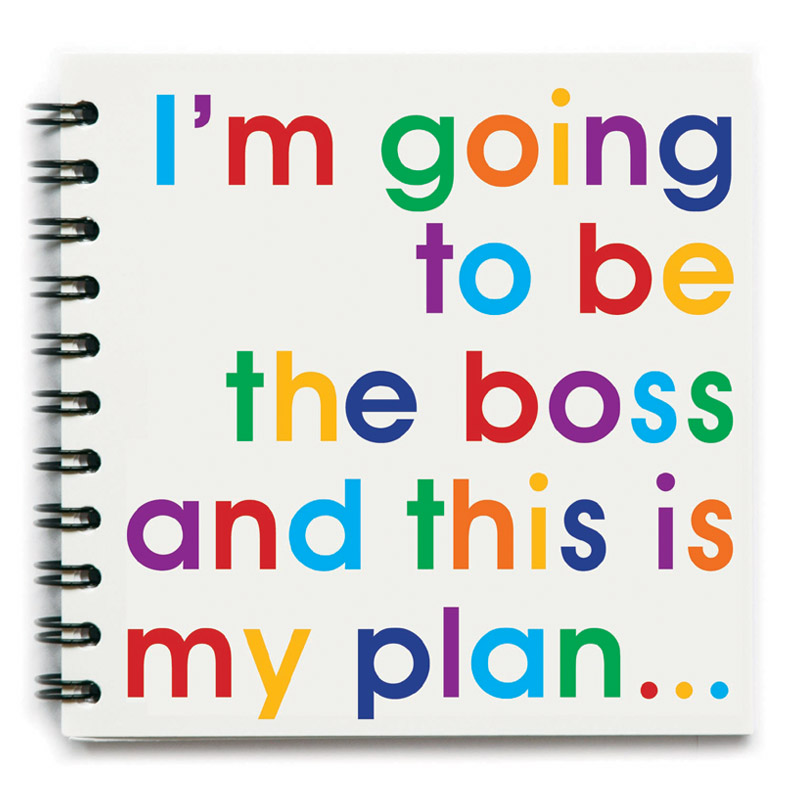 I'm going
to be
the boss
and this is
my plan...